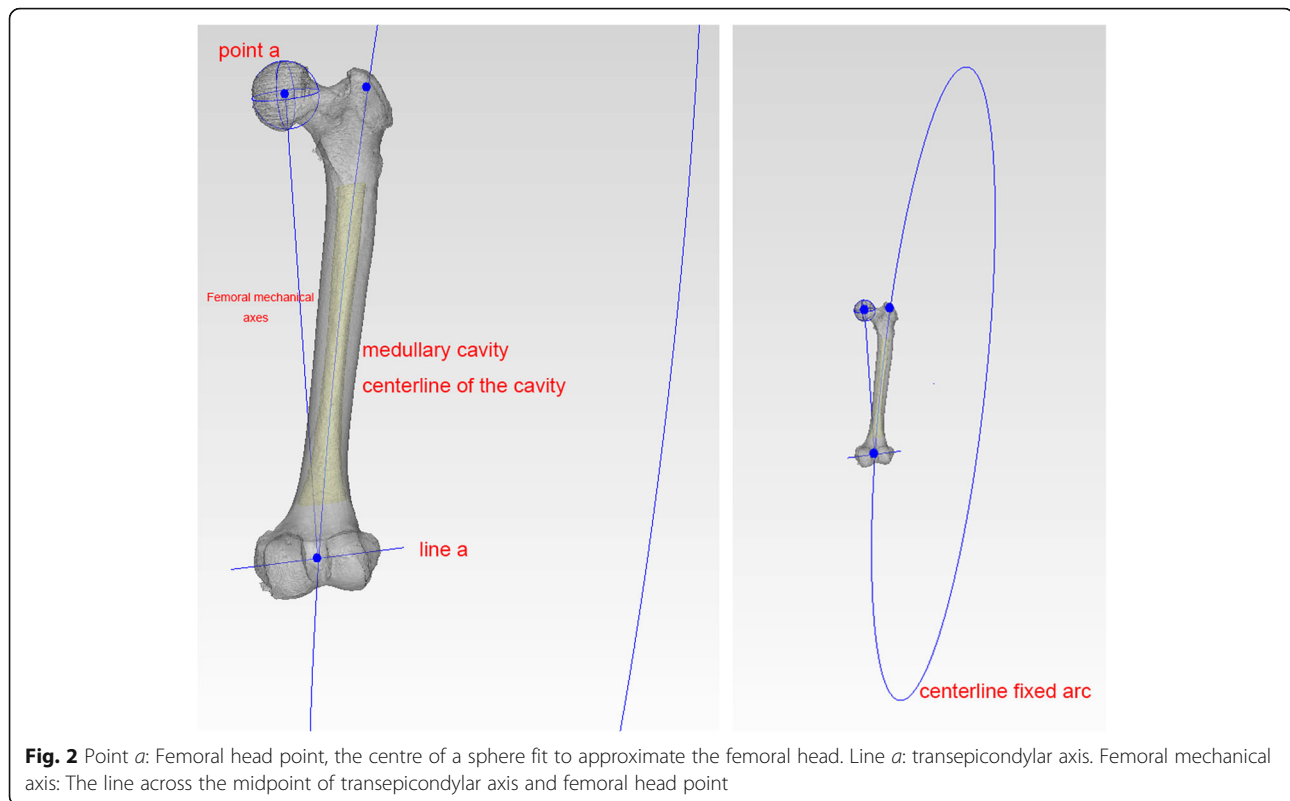 point a
Femoral mechanical
axes
medullary cavity
centerline of the cavity
line a
centerline fixed arc
Fig. 2 Point a: Femoral head point, the centre of a sphere fit to approximate the femoral head. Line a: transepicondylar axis. Femoral mechanical
axis: The line across the midpoint of transepicondylar axis and femoral head point